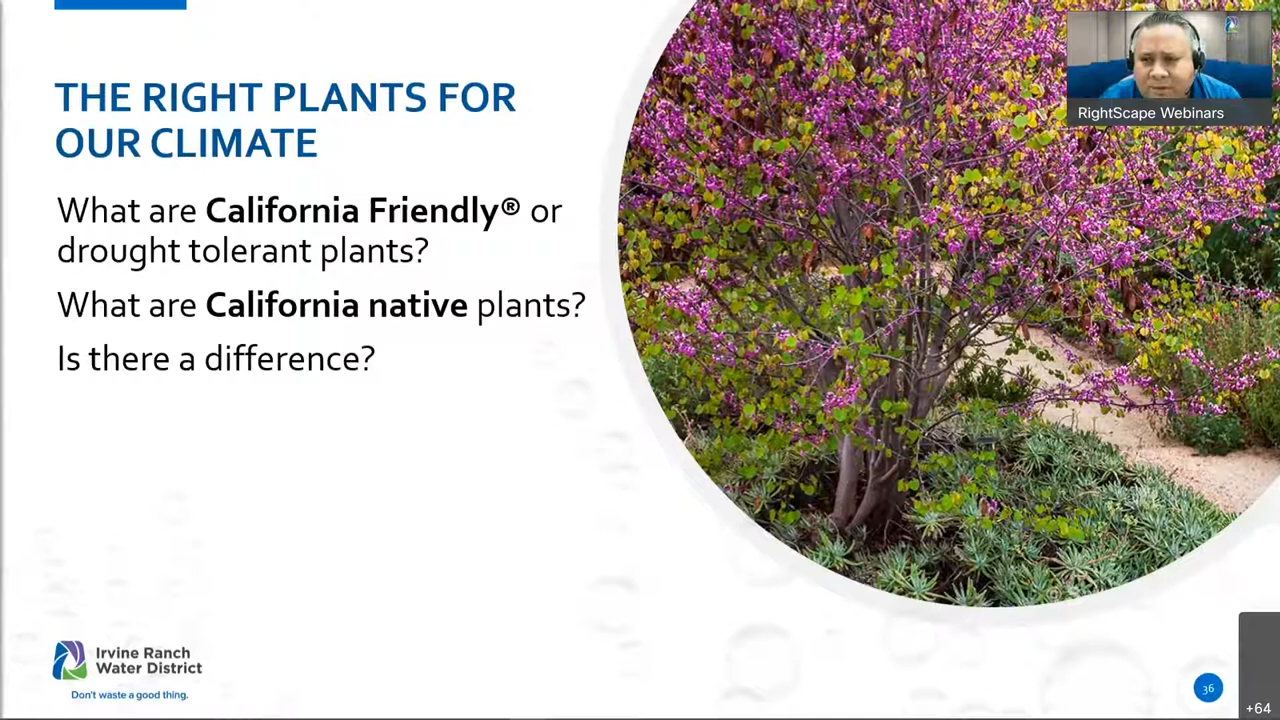 THE RIGHT PLANTS FOR
OUR CLIMATE
What are California Friendly® or
drought tolerant plants?
What are California native plants?
Is there a difference?
RightScape Webinars
Irvine Ranch
Water District
Don't waste a good thing.
36
+64